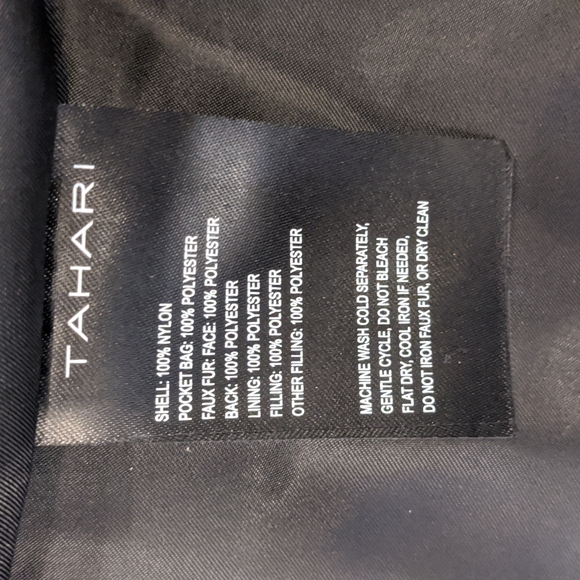 TAHARI
SHELL: 100% NYLON
POCKET BAG: 100% POLYESTER
FAUX FUR: FACE: 100% POLYESTER
BACK: 100% POLYESTER
LINING: 100% POLYESTER
FILLING: 100% POLYESTER
OTHER FILLING: 100% POLYESTER
MACHINE WASH COLD SEPARATELY,
GENTLE CYCLE, DO NOT BLEACH
FLAT DRY, COOL IRON IF NEEDED,
DO NOT IRON FAUX FUR, OR DRY CLEAN